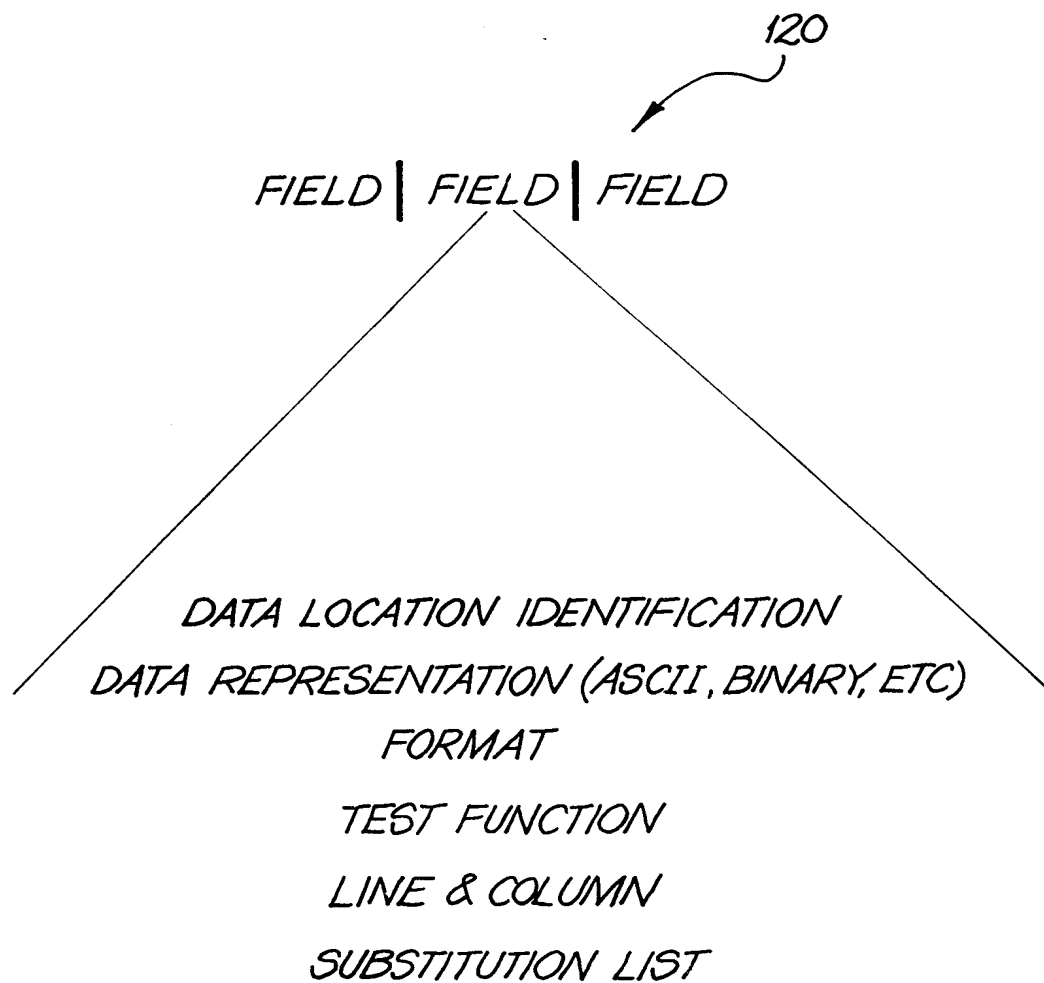 120
FIELD | FIELD | FIELD
DATA LOCATION IDENTIFICATION
DATA REPRESENTATION (ASCII, BINARY, ETC)
FORMAT
TEST FUNCTION
LINE & COLUMN
SUBSTITUTION LIST